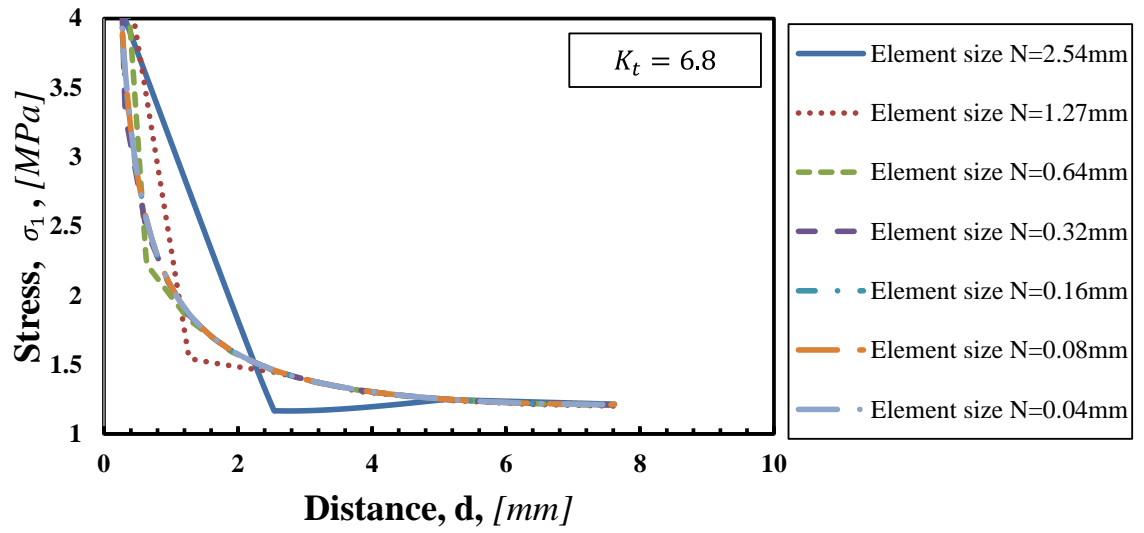 4
3.5
3
2.5
2
1.5
1
Stress, σ₁, [MPa]
K_t = 6.8
0 2 4 6 8 10
Distance, d, [mm]
Element size N=2.54mm
Element size N=1.27mm
Element size N=0.64mm
Element size N=0.32mm
Element size N=0.16mm
Element size N=0.08mm
Element size N=0.04mm